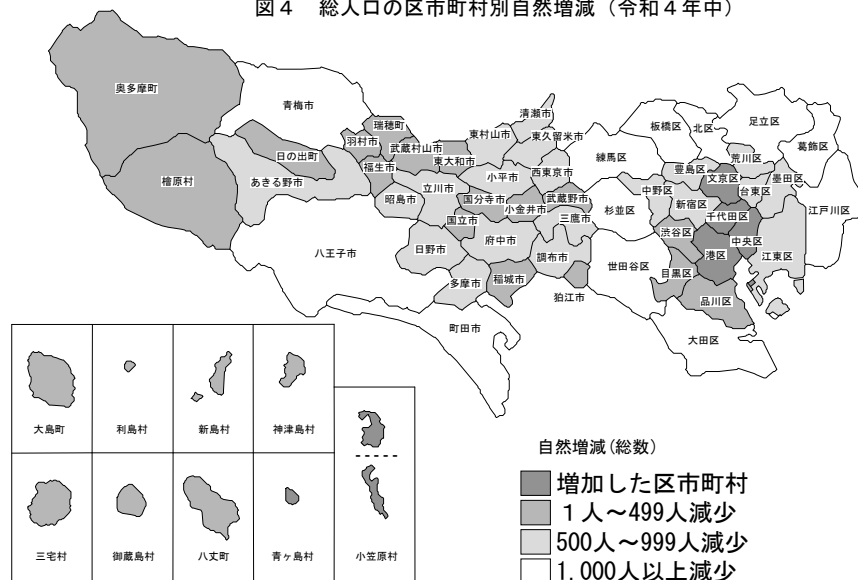 図４ 総人口の区市町村別自然増減（令和４年中）
奥多摩町
青梅市
瑞穂町
羽村市
武蔵村山市
日の出町
福生市
東大和市
東村山市
清瀬市
東久留米市
檜原村
あきる野市
昭島市
立川市
小平市
西東京市
国分寺市
小金井市
武蔵野市
国立市
三鷹市
八王子市
日野市
府中市
調布市
多摩市
稲城市
狛江市
町田市
練馬区
板橋区
北区
足立区
葛飾区
荒川区
豊島区
文京区
台東区
墨田区
中野区
新宿区
杉並区
千代田区
江戸川区
渋谷区
中央区
港区
江東区
世田谷区
目黒区
品川区
大田区
大島町
利島村
新島村
神津島村
三宅村
御蔵島村
八丈町
青ヶ島村
小笠原村
自然増減(総数)
増加した区市町村
１人～499人減少
500人～999人減少
1,000人以上減少